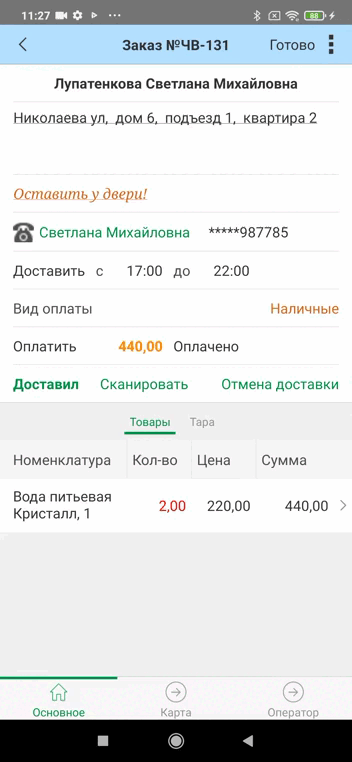 11:27
88
Заказ №ЧВ-131 Готово
Лупатенкова Светлана Михайловна
Николаева ул, дом 6, подъезд 1, квартира 2
Оставить у двери!
Светлана Михайловна *****987785
Доставить с 17:00 до 22:00
Вид оплаты Наличные
Оплатить 440,00 Оплачено
Доставил Сканировать Отмена доставки
Товары Тара
Номенклатура Кол-во Цена Сумма
Вода питьевая
Кристалл, 1 2,00 220,00 440,00
Основное Карта Оператор